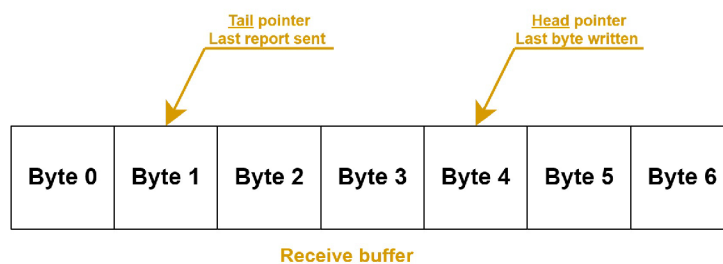 Tail pointer
Last report sent
Head pointer
Last byte written
Byte 0
Byte 1
Byte 2
Byte 3
Byte 4
Byte 5
Byte 6
Receive buffer